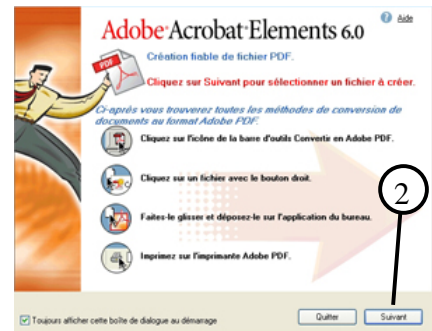 Adobe Acrobat Elements 6.0
Aide
PDF
Création fiable de fichier PDF.
Cliquez sur Suivant pour sélectionner un fichier à créer.
Ci-après vous trouverez toutes les méthodes de conversion de
documents au format Adobe PDF.
Cliquez sur l'icône de la barre d'outils Convertir en Adobe PDF.
Cliquez sur un fichier avec le bouton droit.
Faites-le glisser et déposez-le sur l'application du bureau.
Imprimez sur l'imprimante Adobe PDF.
2
Toujours afficher cette boîte de dialogue au démarrage
Quitter
Suivant